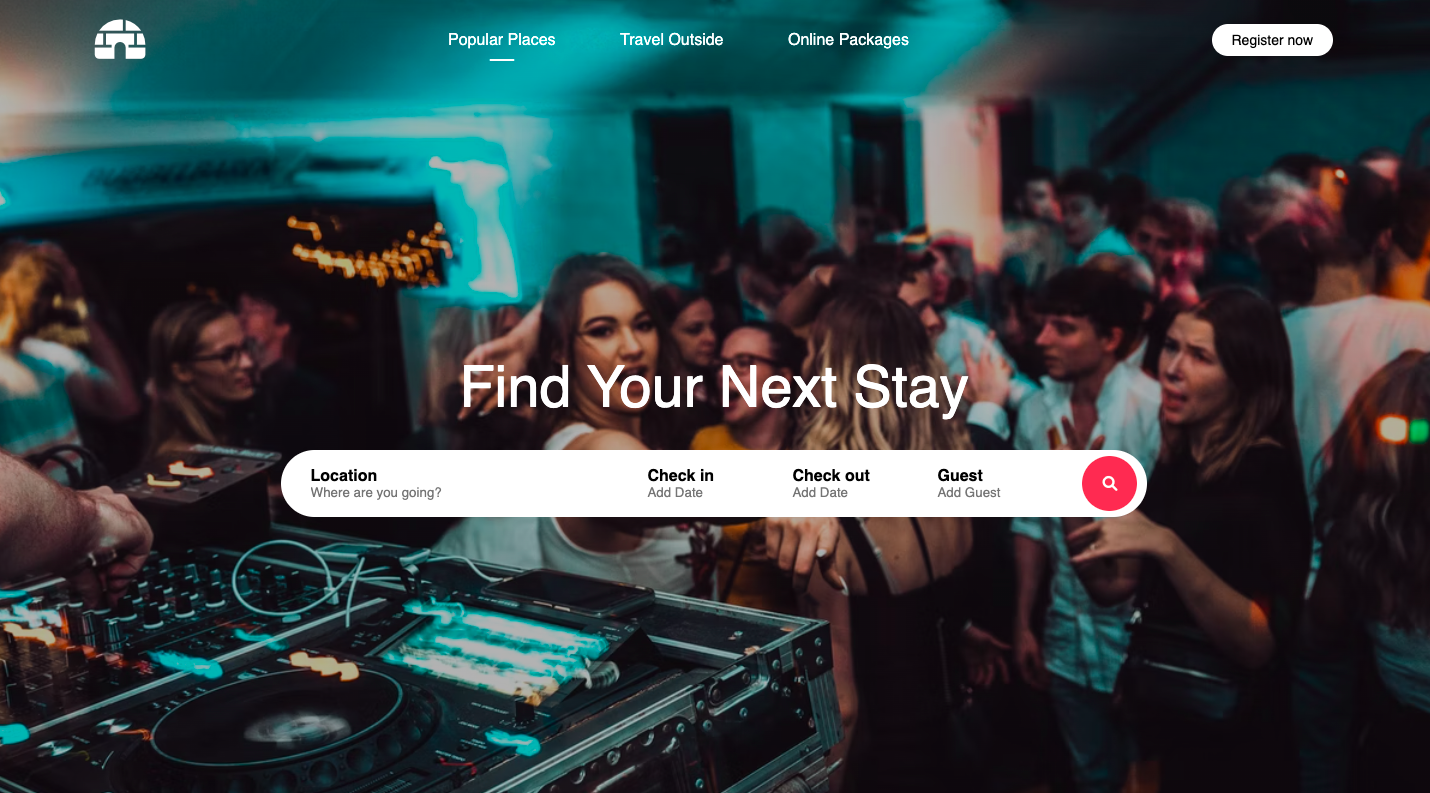 Popular Places
Travel Outside
Online Packages
Register now
Find Your Next Stay
Location
Where are you going?
Check in
Add Date
Check out
Add Date
Guest
Add Guest